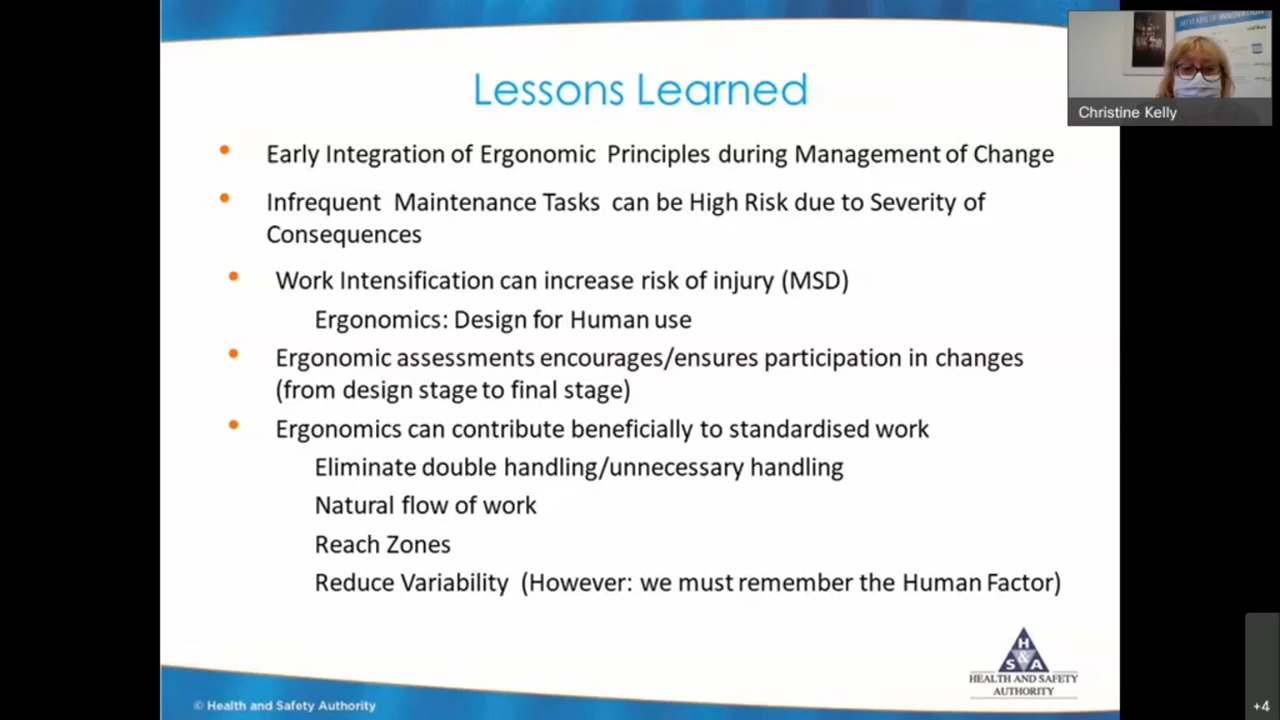 Lessons Learned
Early Integration of Ergonomic Principles during Management of Change
Infrequent Maintenance Tasks can be High Risk due to Severity of
Consequences
Work Intensification can increase risk of injury (MSD)
Ergonomics: Design for Human use
Ergonomic assessments encourages/ensures participation in changes
(from design stage to final stage)
Ergonomics can contribute beneficially to standardised work
Eliminate double handling/unnecessary handling
Natural flow of work
Reach Zones
Reduce Variability (However: we must remember the Human Factor)
H
S & A
HEALTH AND SAFETY
AUTHORITY
© Health and Safety Authority
YEARS OF INNOVATION
Christine Kelly
+4